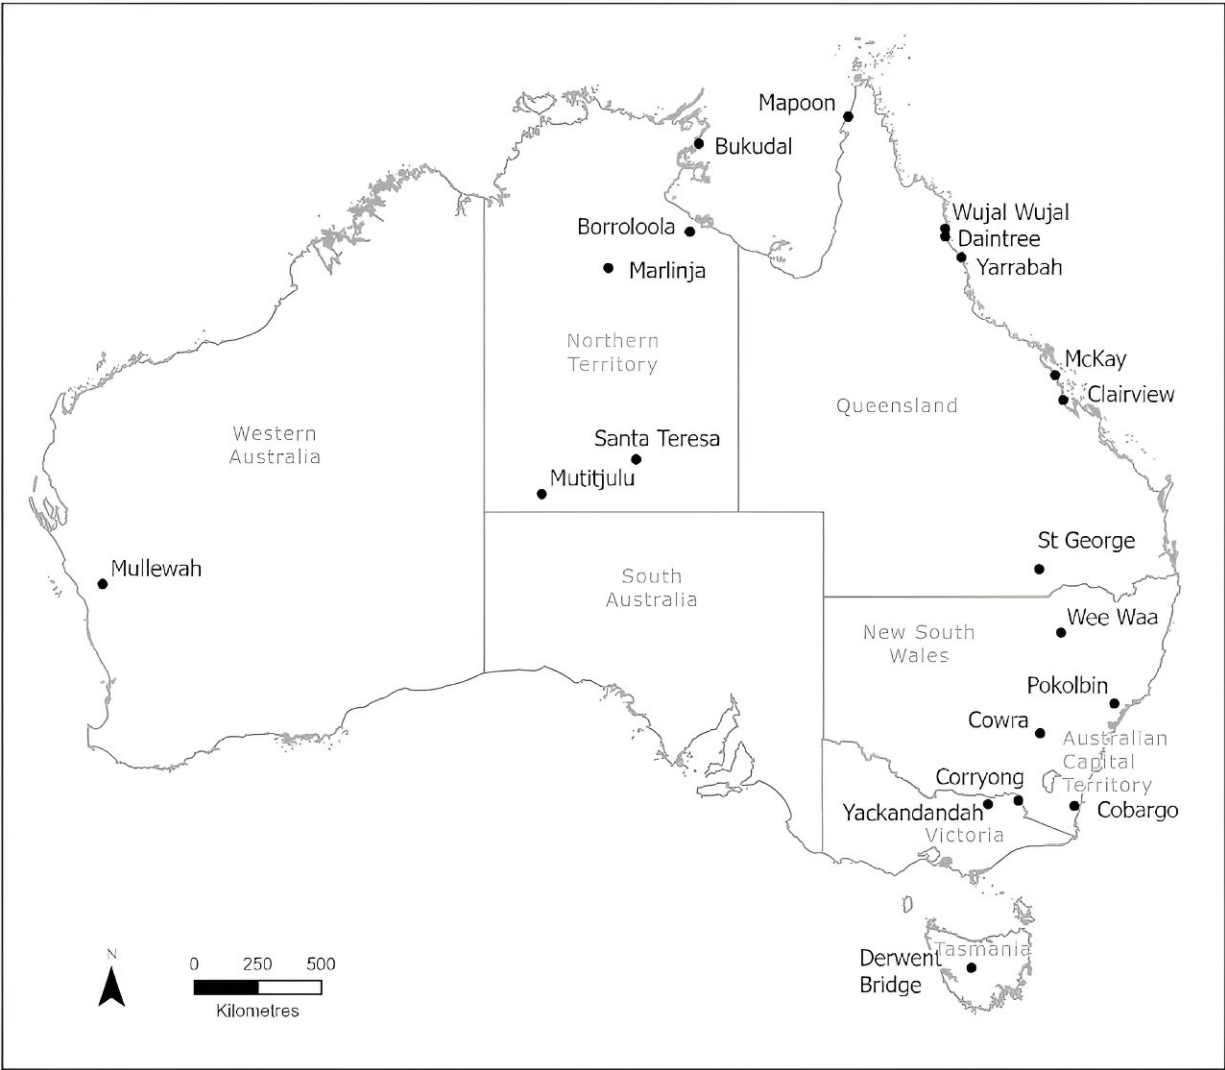 Mapoon
Bukudal
Wujal Wujal
Borroloola
Daintree
Yarrabah
Marlinja
Northern
Territory
McKay
Clairview
Queensland
Western
Australia
Santa Teresa
Mutitjulu
St George
Mullewah
South
Australia
Wee Waa
New South
Wales
Pokolbin
Cowra
Australian
Capital
Territory
Corryong
Yackandandah
Cobargo
Victoria
Tasmania
Derwent
Bridge
N
0 250 500
Kilometres